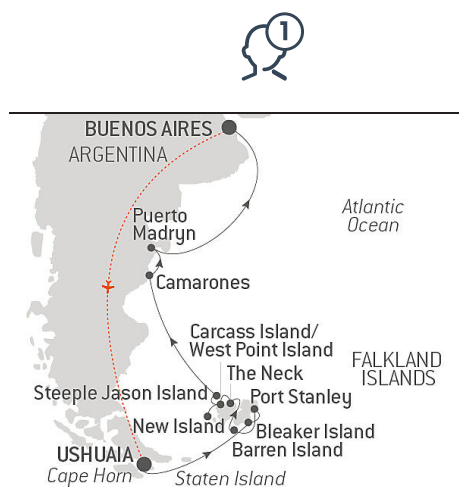 1
BUENOS AIRES
ARGENTINA
Atlantic
Ocean
Puerto
Madryn
Camarones
Carcass Island/
West Point Island
The Neck
FALKLAND
ISLANDS
Steeple Jason Island
Port Stanley
New Island
Bleaker Island
Barren Island
USHUAIA
Cape Horn
Staten Island